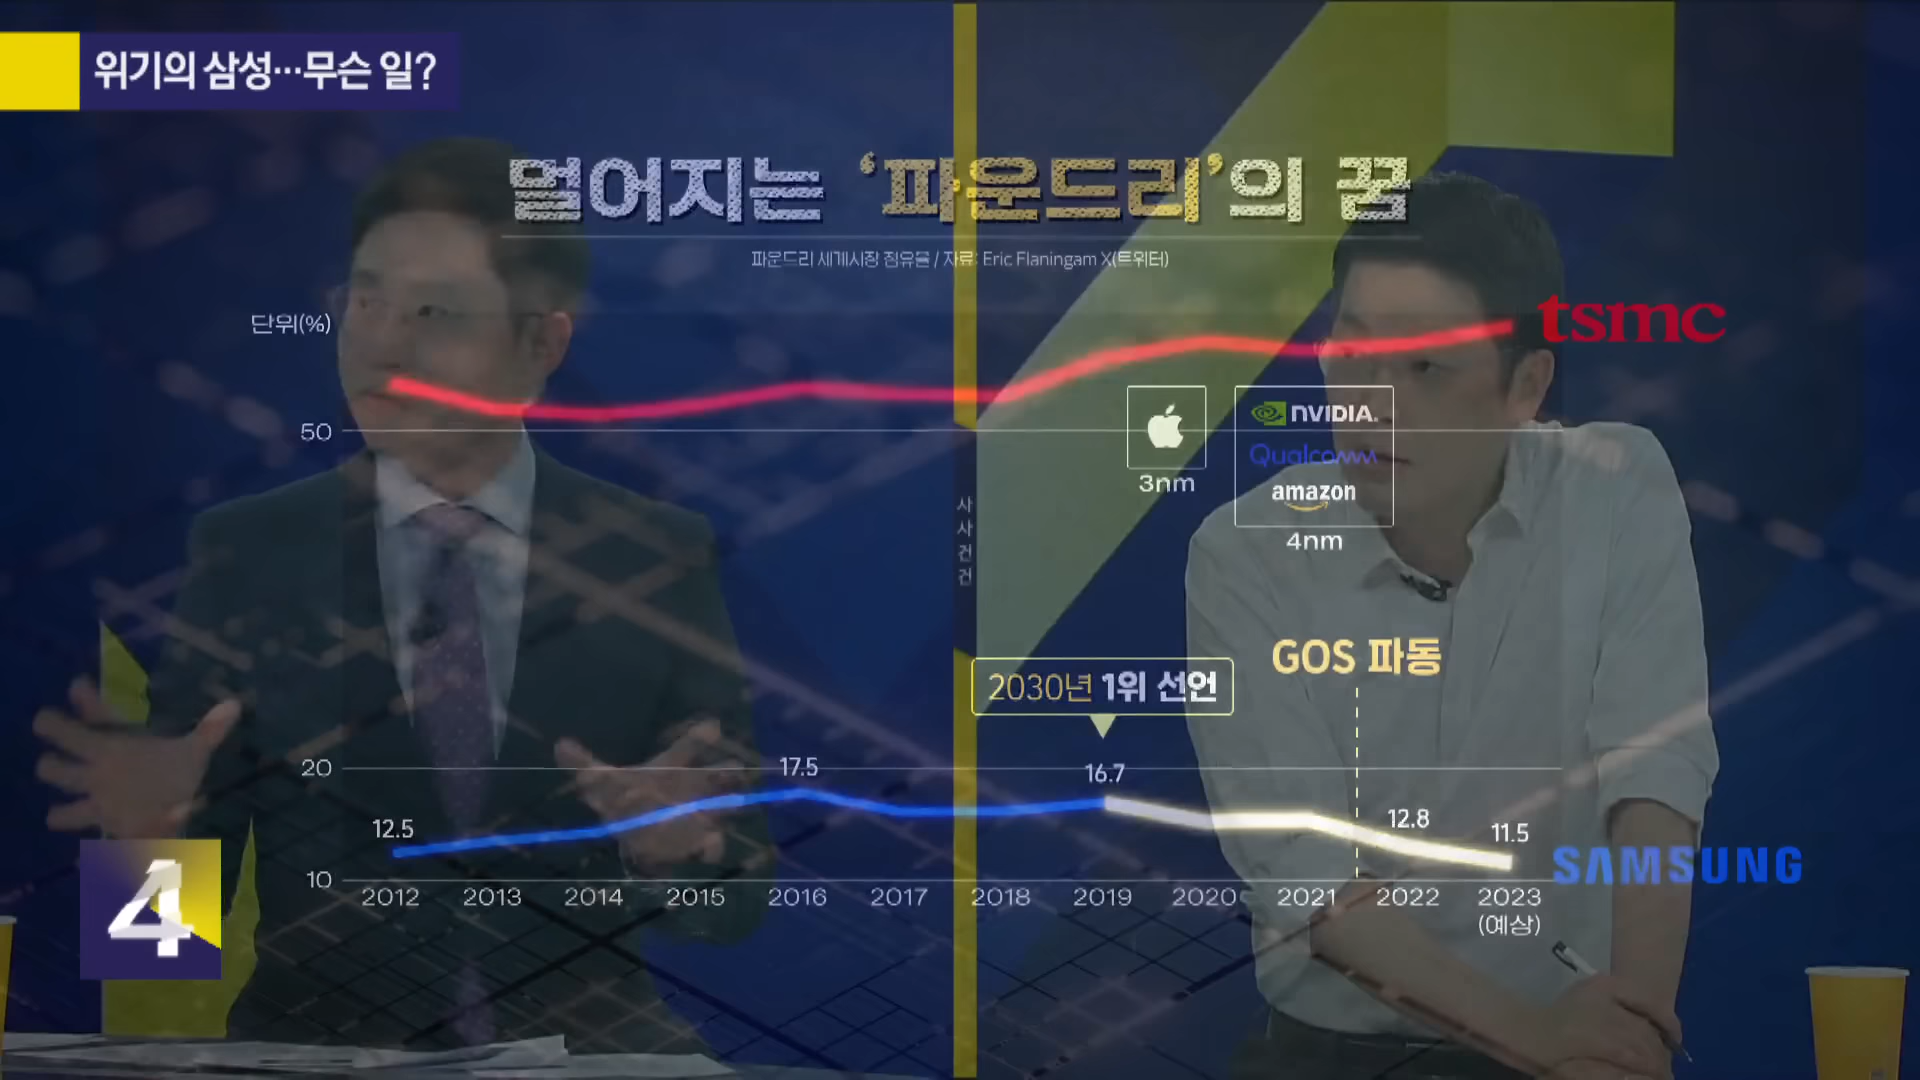 위기의 삼성…무슨 일?
멀어지는 '파운드리'의 꿈
파운드리 세계시장 점유율 / 자료: Eric Flaningam X(트위터)
단위(%)
tsmc
50
NVIDIA.
Qualcomm
amazon
3nm
4nm
사사건건
GOS 파동
2030년 1위 선언
20
17.5
16.7
12.5
12.8
11.5
SAMSUNG
10
2012 2013 2014 2015 2016 2017 2018 2019 2020 2021 2022 2023
(예상)
4